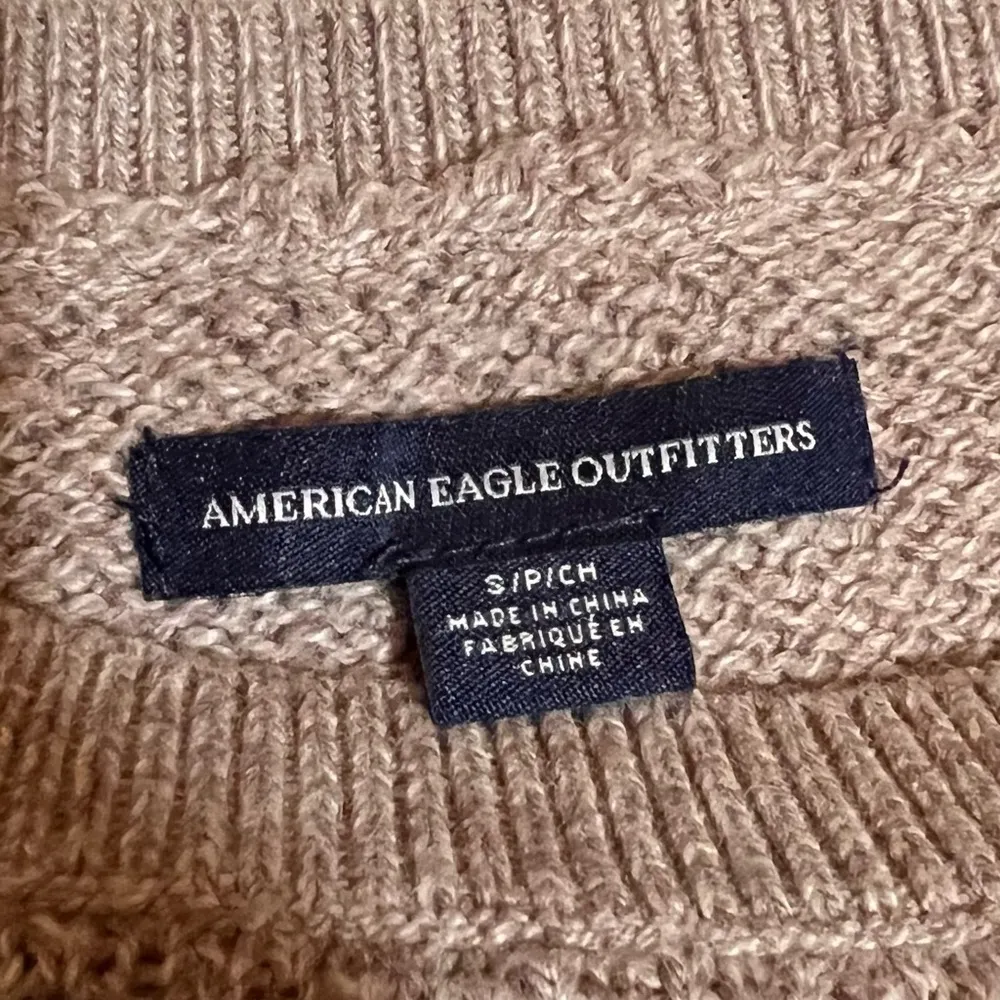 AMERICAN EAGLE OUTFITTERS
S/P/CH
MADE IN CHINA
FABRIQUÉ EN
CHINE